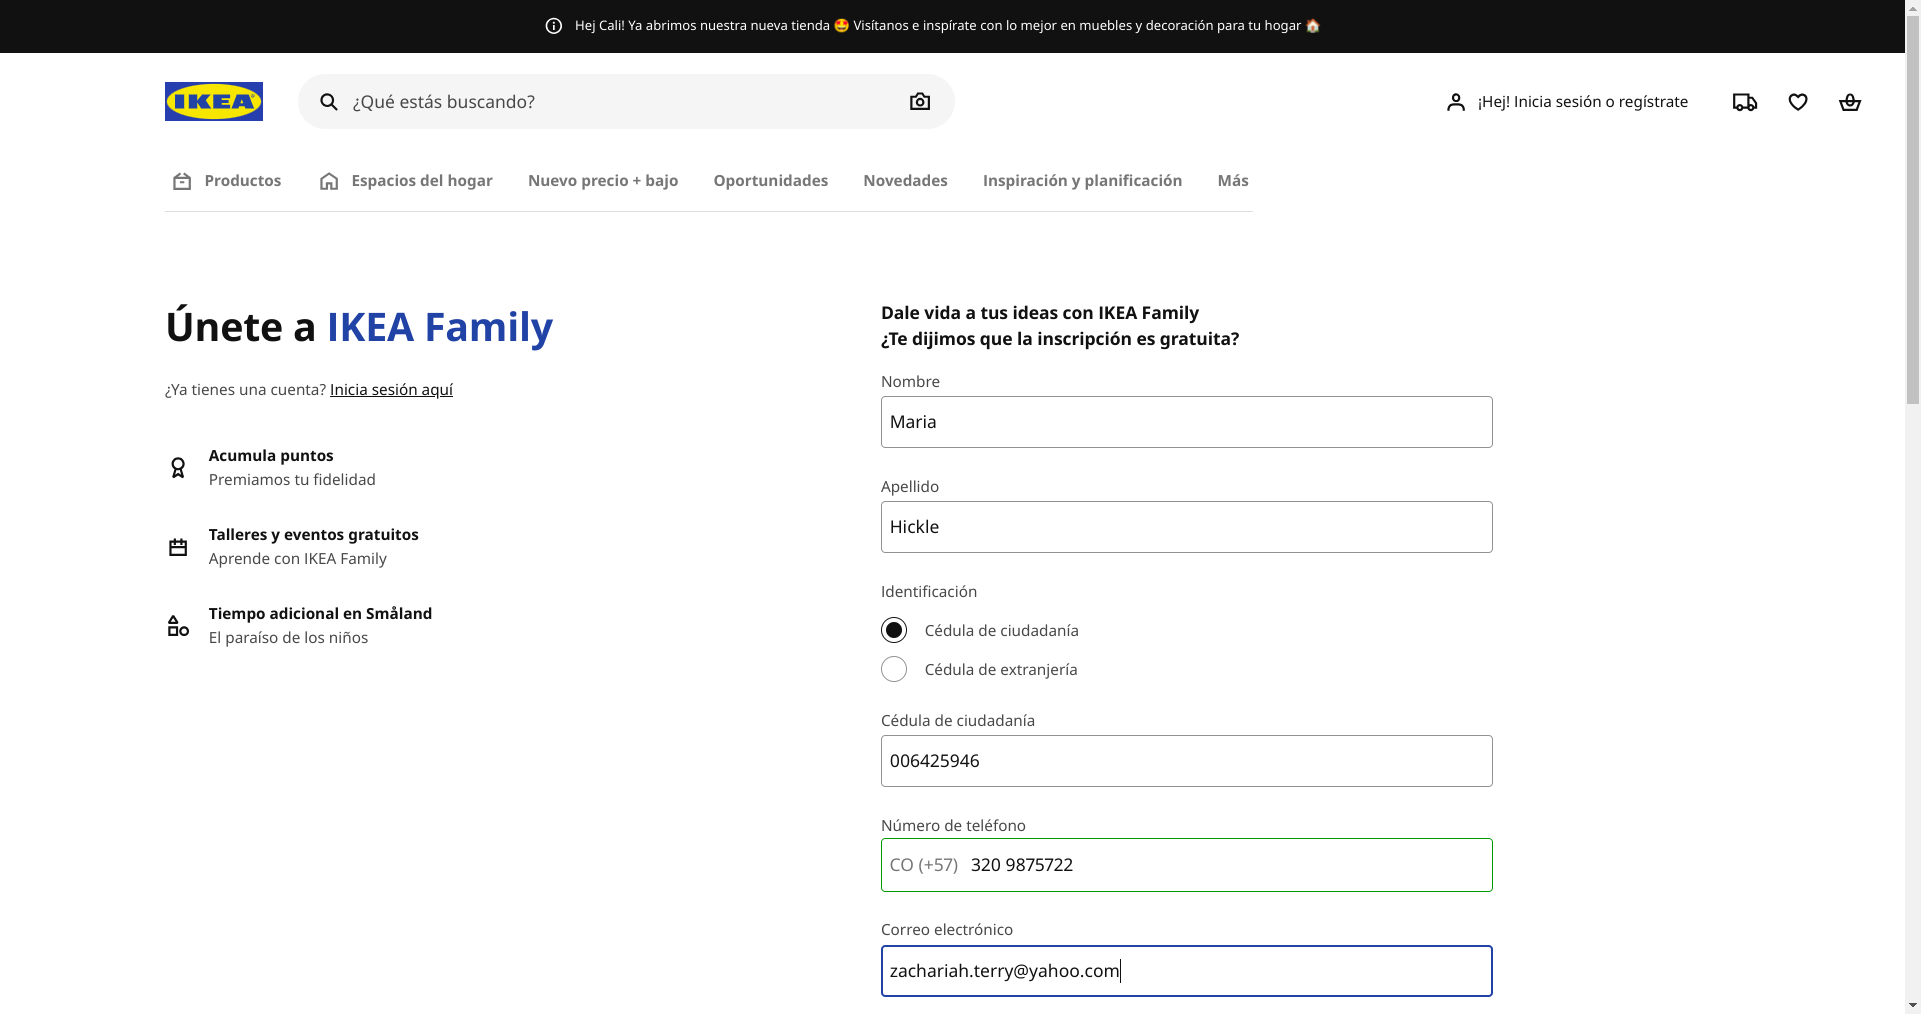 Hej Cali! Ya abrimos nuestra nueva tienda 🤩 Visítanos e inspírate con lo mejor en muebles y decoración para tu hogar 🏠
IKEA
¿Qué estás buscando?
¡Hej! Inicia sesión o regístrate
Productos
Espacios del hogar
Nuevo precio + bajo
Oportunidades
Novedades
Inspiración y planificación
Más
Únete a IKEA Family
¿Ya tienes una cuenta? Inicia sesión aquí
Acumula puntos
Premiamos tu fidelidad
Talleres y eventos gratuitos
Aprende con IKEA Family
Tiempo adicional en Småland
El paraíso de los niños
Dale vida a tus ideas con IKEA Family
¿Te dijimos que la inscripción es gratuita?
Nombre
Maria
Apellido
Hickle
Identificación
Cédula de ciudadanía
Cédula de extranjería
Cédula de ciudadanía
006425946
Número de teléfono
CO (+57) 320 9875722
Correo electrónico
zachariah.terry@yahoo.com